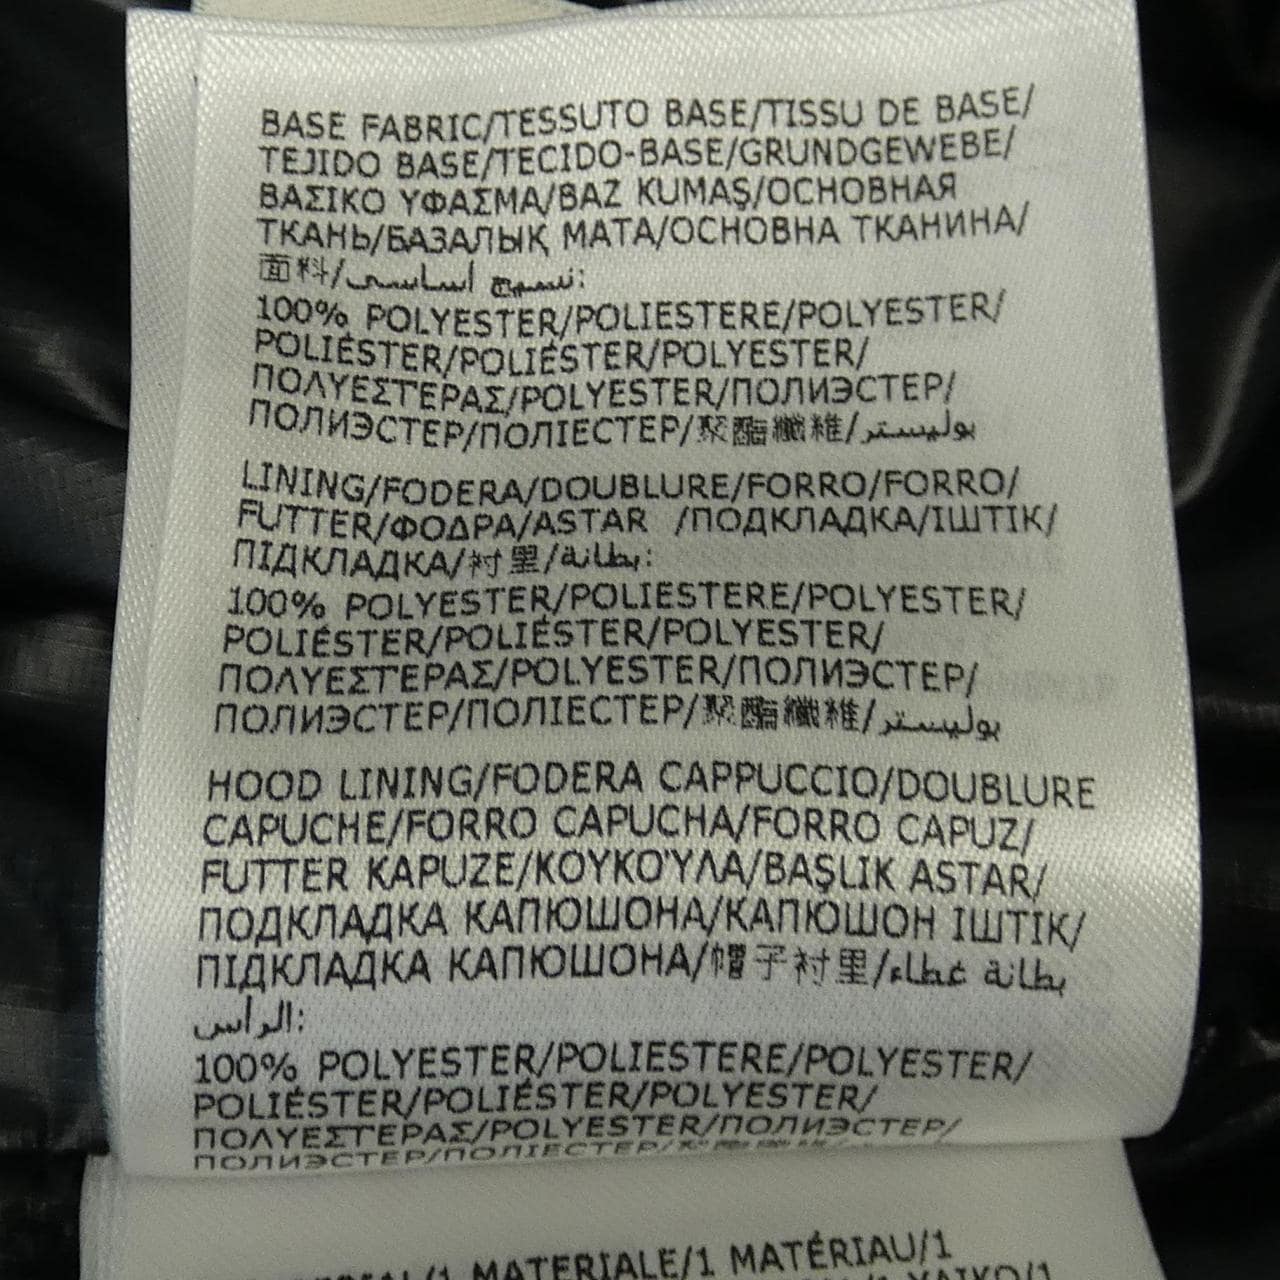 BASE FABRIC/TESSUTO BASE/TISSU DE BASE/
TEJIDO BASE/TECIDO-BASE/GRUNDGEWEBE/
ΒΑΣΙΚΟ ΥΦΑΣΜΑ/BAZ KUMAŞ/ОСНОВНАЯ
ТКАНЬ/БАЗАЛЫҚ МАТА/ОСНОВНА ТКАНИНА/
面料/نسيج أساسي:
100% POLYESTER/POLIESTERE/POLYESTER/
POLIÉSTER/POLIÉSTER/POLYESTER/
ΠΟΛΥΕΣΤΕΡΑΣ/POLYESTER/ПОЛИЭСТЕР/
ПОЛИЭСТЕР/ПОЛІЕСТЕР/聚酯纖維/بوليستر
LINING/FODERA/DOUBLURE/FORRO/FORRO/
FUTTER/ΦΟΔΡΑ/ASTAR /ПОДКЛАДКА/ІШТІК/
ПІДКЛАДКА/衬里/بطانة:
100% POLYESTER/POLIESTERE/POLYESTER/
POLIÉSTER/POLIÉSTER/POLYESTER/
ΠΟΛΥΕΣΤΕΡΑΣ/POLYESTER/ПОЛИЭСТЕР/
ПОЛИЭСТЕР/ПОЛІЕСТЕР/聚酯纖維/بوليستر
HOOD LINING/FODERA CAPPUCCIO/DOUBLURE
CAPUCHE/FORRO CAPUCHA/FORRO CAPUZ/
FUTTER KAPUZE/ΚΟΥΚΟΎΛΑ/BAŞLIK ASTAR/
ПОДКЛАДКА КАПЮШОНА/КАПЮШОН ІШТІК/
ПІДКЛАДКА КАПЮШОНА/帽子衬里/بطانة غطاء
الرأس:
100% POLYESTER/POLIESTERE/POLYESTER/
POLIÉSTER/POLIÉSTER/POLYESTER/
ΠΟΛΥΕΣΤΕΡΑΣ/POLYESTER/ПОЛИЭСТЕР/
ПОЛИЭСТЕР/ПОЛІЕСТЕР/
MATERIALE/1 MATÉRIAU/1